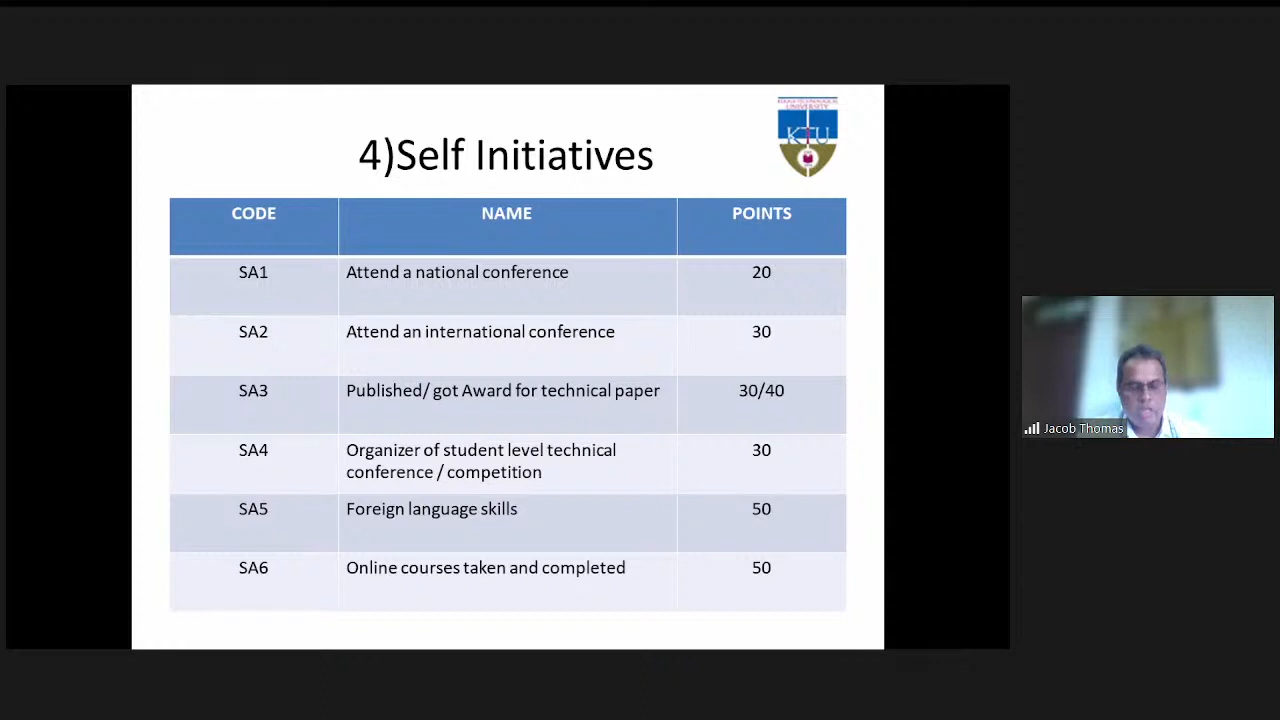 4)Self Initiatives
UNIVERSITY
KTU
CODE NAME POINTS
SA1 Attend a national conference 20
SA2 Attend an international conference 30
SA3 Published/ got Award for technical paper 30/40
SA4 Organizer of student level technical 30
conference / competition
SA5 Foreign language skills 50
SA6 Online courses taken and completed 50
Jacob Thomas